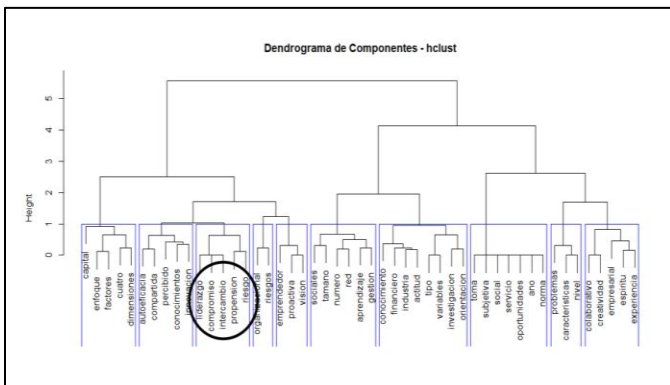 Dendrograma de Componentes - hclust
Height
5
4
3
2
1
0
capital
enfoque
factores
cuatro
dimensiones
autoeficacia
compartida
percibido
conocimientos
innovacion
liderazgo
compromiso
intercambio
propension
riesgo
organizacional
riesgos
emprendedor
proactiva
vision
sociales
tamano
numero
red
aprendizaje
gestion
conocimiento
financiero
industria
actitud
tipo
variables
investigacion
orientacion
toma
subjetiva
social
servicio
oportunidades
ano
norma
problemas
caracteristicas
nivel
colaborativo
creatividad
empresarial
espiritu
experiencia